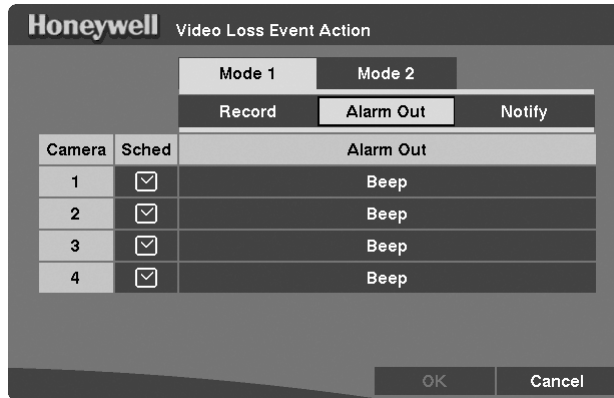 Honeywell Video Loss Event Action
Mode 1 Mode 2
Record Alarm Out Notify
Camera Sched Alarm Out
1 Beep
2 Beep
3 Beep
4 Beep
OK Cancel